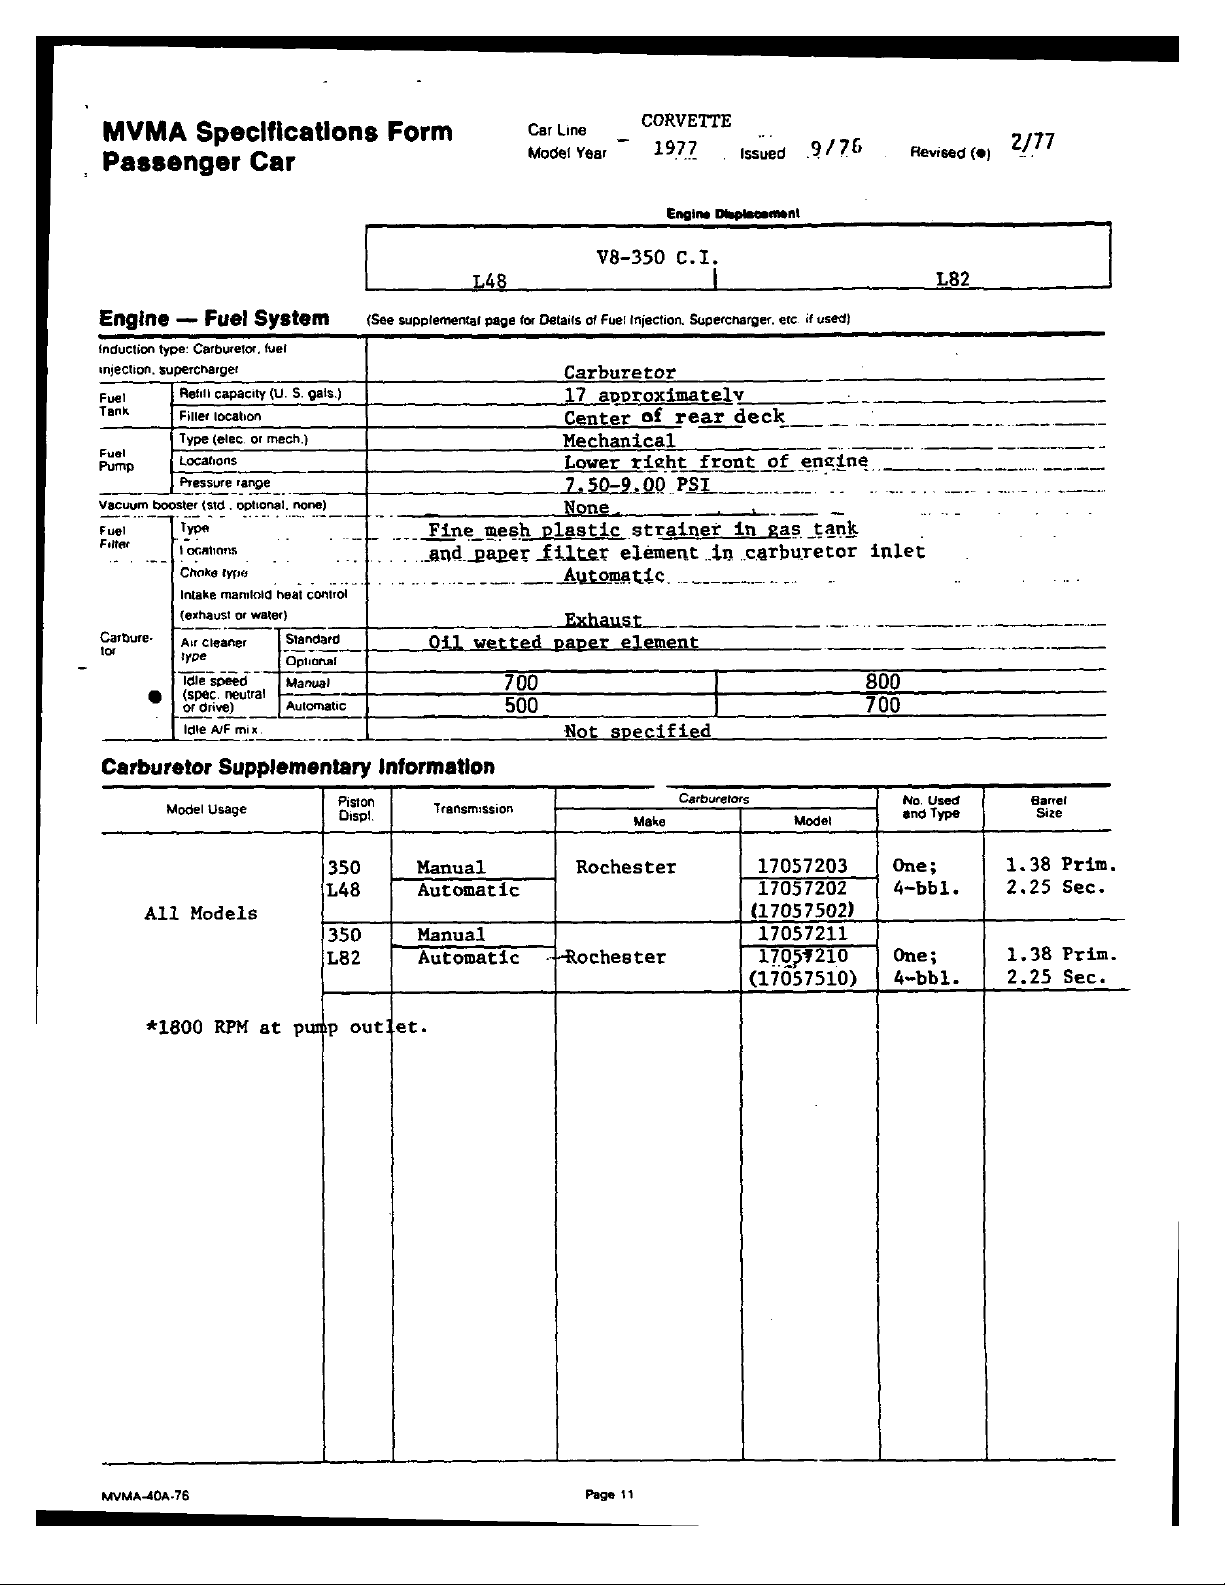 MVMA Specifications Form
Passenger Car
Car Line CORVETTE
Model Year 1977 Issued 9/76 Revised (●) 2/77
Engine Displacement
V8-350 C.I.
L48 L82
Engine — Fuel System (See supplemental page for Details of Fuel Injection, Supercharger, etc. if used)
Induction type: Carburetor, fuel
injection, supercharger Carburetor
Fuel Tank Refill capacity (U. S. gals.) 17 approximately
Filler location Center of rear deck
Fuel Pump Type (elec. or mech.) Mechanical
Locations Lower right front of engine
Pressure range 7.50-9.00 PSI
Vacuum booster (std., optional, none) None
Fuel Filter Type Fine mesh plastic strainer in gas tank
Locations and paper filter element in carburetor inlet
Choke type Automatic
Intake manifold heat control
(exhaust or water) Exhaust
Carburetor Air cleaner type Standard Oil wetted paper element
Optional
● Idle speed (spec. neutral or drive) Manual 700 800
Automatic 500 700
Idle A/F mix. Not specified
Carburetor Supplementary Information
Model Usage Piston Displ. Transmission Carburetors No. Used and Type Barrel Size
Make Model
350 Manual Rochester 17057203 One; 1.38 Prim.
L48 Automatic 17057202 4-bbl. 2.25 Sec.
All Models (17057502)
350 Manual 17057211
L82 Automatic Rochester 17057210 One; 1.38 Prim.
(17057510) 4-bbl. 2.25 Sec.
*1800 RPM at pump outlet.
MVMA-40A-76 Page 11